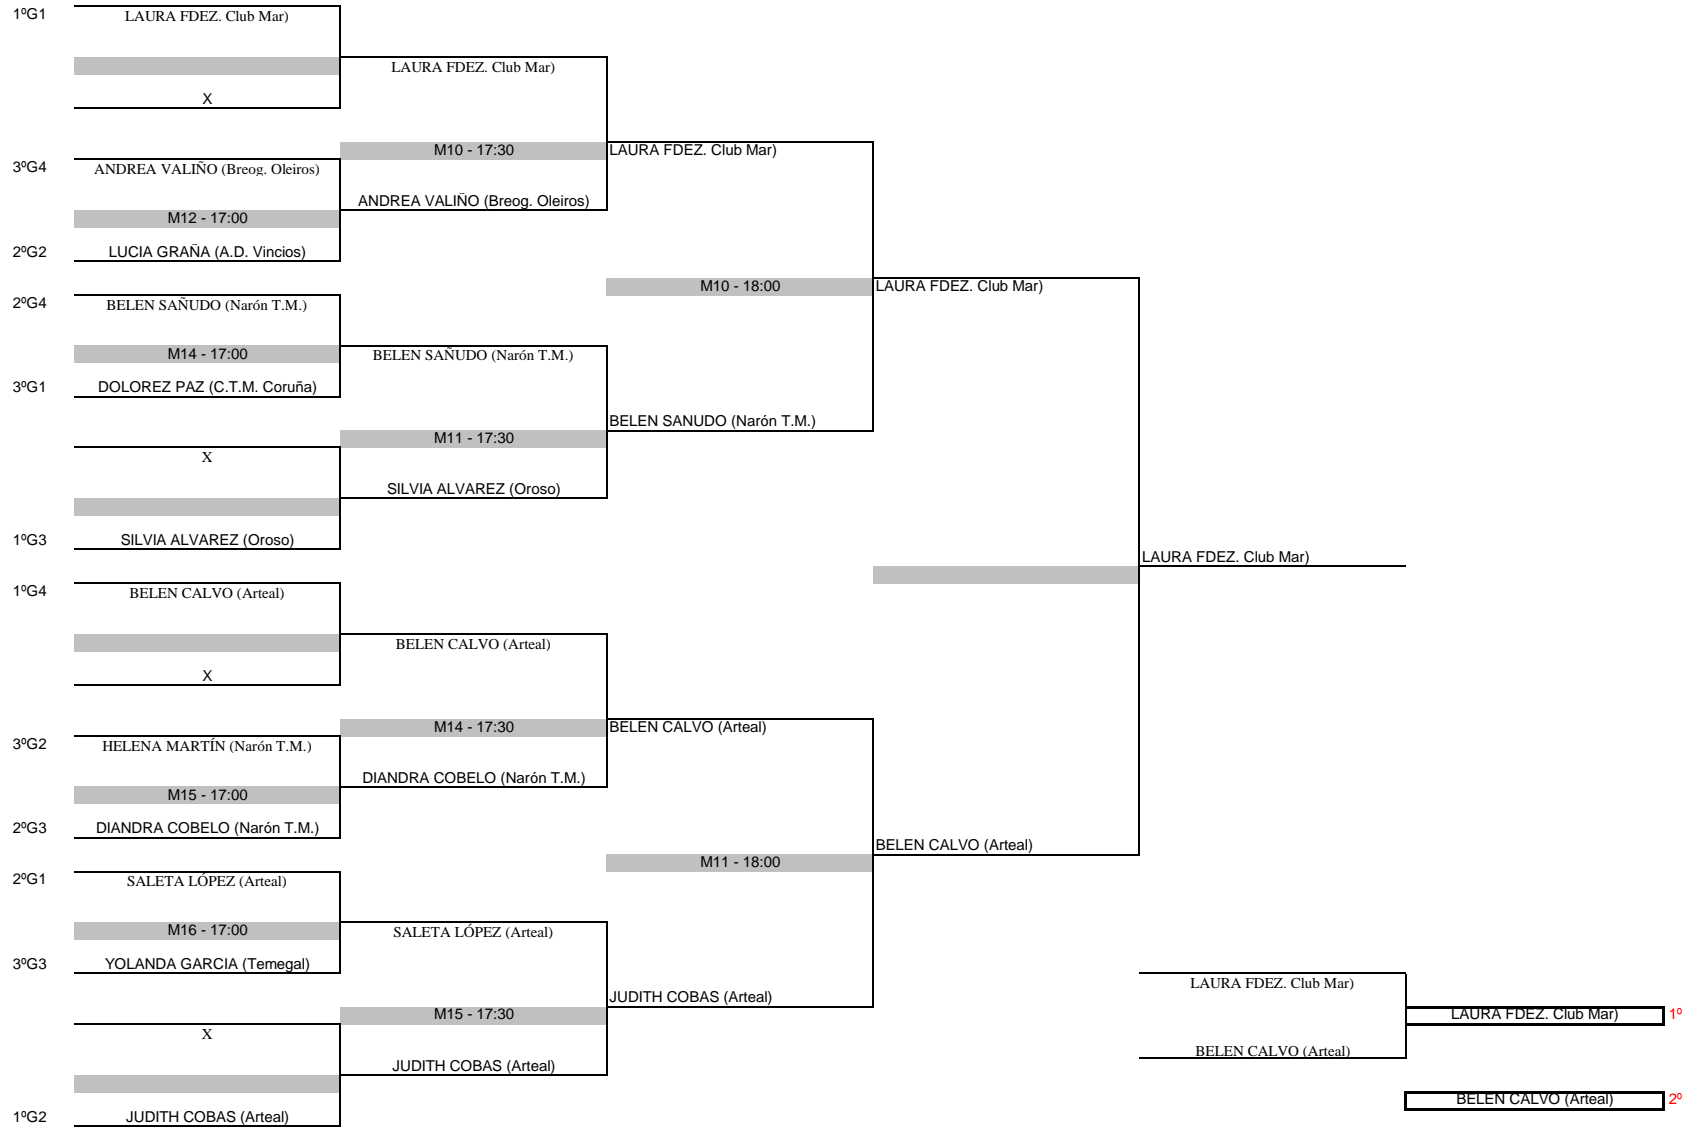 1ºG1 LAURA FDEZ. Club Mar)
LAURA FDEZ. Club Mar)
X
M10 - 17:30 LAURA FDEZ. Club Mar)
3ºG4 ANDREA VALIÑO (Breog. Oleiros)
ANDREA VALIÑO (Breog. Oleiros)
M12 - 17:00
2ºG2 LUCIA GRAÑA (A.D. Vincios)
M10 - 18:00 LAURA FDEZ. Club Mar)
2ºG4 BELEN SAÑUDO (Narón T.M.)
M14 - 17:00 BELEN SAÑUDO (Narón T.M.)
3ºG1 DOLOREZ PAZ (C.T.M. Coruña)
BELEN SANUDO (Narón T.M.)
M11 - 17:30
X
SILVIA ALVAREZ (Oroso)
1ºG3 SILVIA ALVAREZ (Oroso)
LAURA FDEZ. Club Mar)
1ºG4 BELEN CALVO (Arteal)
BELEN CALVO (Arteal)
X
M14 - 17:30 BELEN CALVO (Arteal)
3ºG2 HELENA MARTÍN (Narón T.M.)
DIANDRA COBELO (Narón T.M.)
M15 - 17:00
2ºG3 DIANDRA COBELO (Narón T.M.)
BELEN CALVO (Arteal)
M11 - 18:00
2ºG1 SALETA LÓPEZ (Arteal)
M16 - 17:00 SALETA LÓPEZ (Arteal)
3ºG3 YOLANDA GARCIA (Temegal)
LAURA FDEZ. Club Mar)
JUDITH COBAS (Arteal)
M15 - 17:30 LAURA FDEZ. Club Mar) 1º
X
BELEN CALVO (Arteal)
JUDITH COBAS (Arteal)
BELEN CALVO (Arteal) 2º
1ºG2 JUDITH COBAS (Arteal)